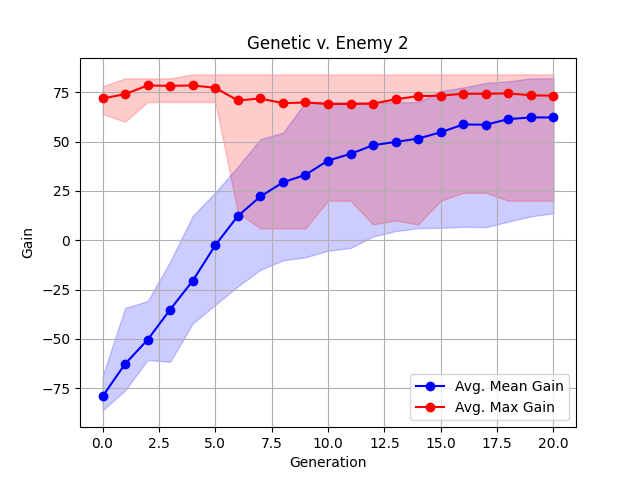 Genetic v. Enemy 2
Gain
75
50
25
0
−25
−50
−75
0.0 2.5 5.0 7.5 10.0 12.5 15.0 17.5 20.0
Generation
Avg. Mean Gain
Avg. Max Gain